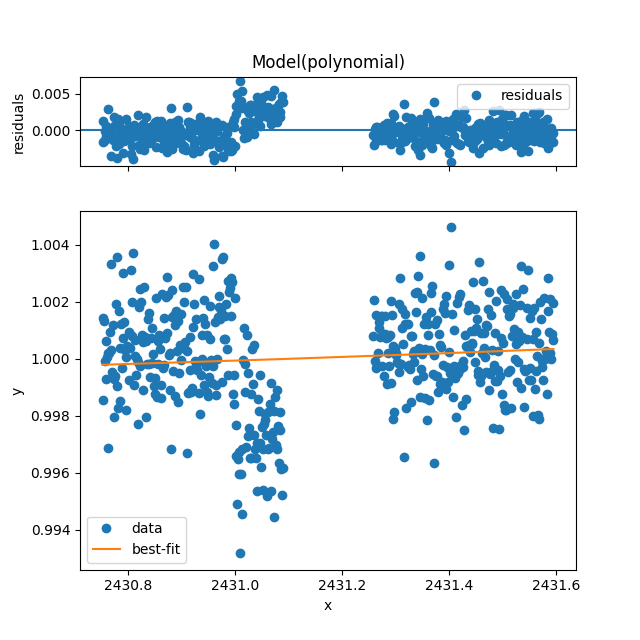 Model(polynomial)
residuals
0.005
0.000
residuals
y
1.004
1.002
1.000
0.998
0.996
0.994
data
best-fit
2430.8
2431.0
2431.2
2431.4
2431.6
x